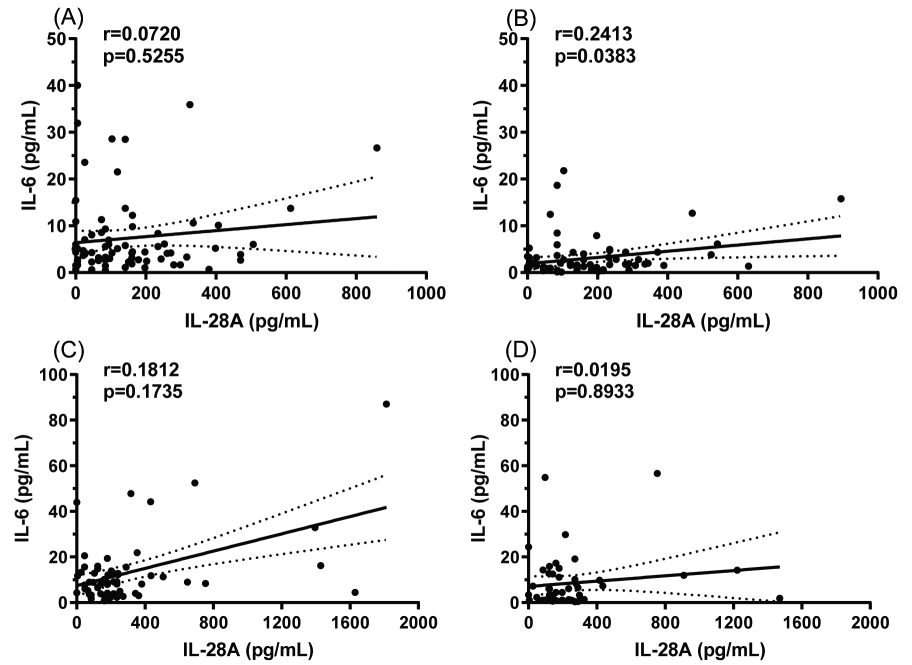 (A)
r=0.0720
p=0.5255
50
40
30
20
10
0
IL-6 (pg/mL)
0 200 400 600 800 1000
IL-28A (pg/mL)
(B)
r=0.2413
p=0.0383
50
40
30
20
10
0
IL-6 (pg/mL)
0 200 400 600 800 1000
IL-28A (pg/mL)
(C)
r=0.1812
p=0.1735
100
80
60
40
20
0
IL-6 (pg/mL)
0 400 800 1200 1600 2000
IL-28A (pg/mL)
(D)
r=0.0195
p=0.8933
100
80
60
40
20
0
IL-6 (pg/mL)
0 400 800 1200 1600 2000
IL-28A (pg/mL)